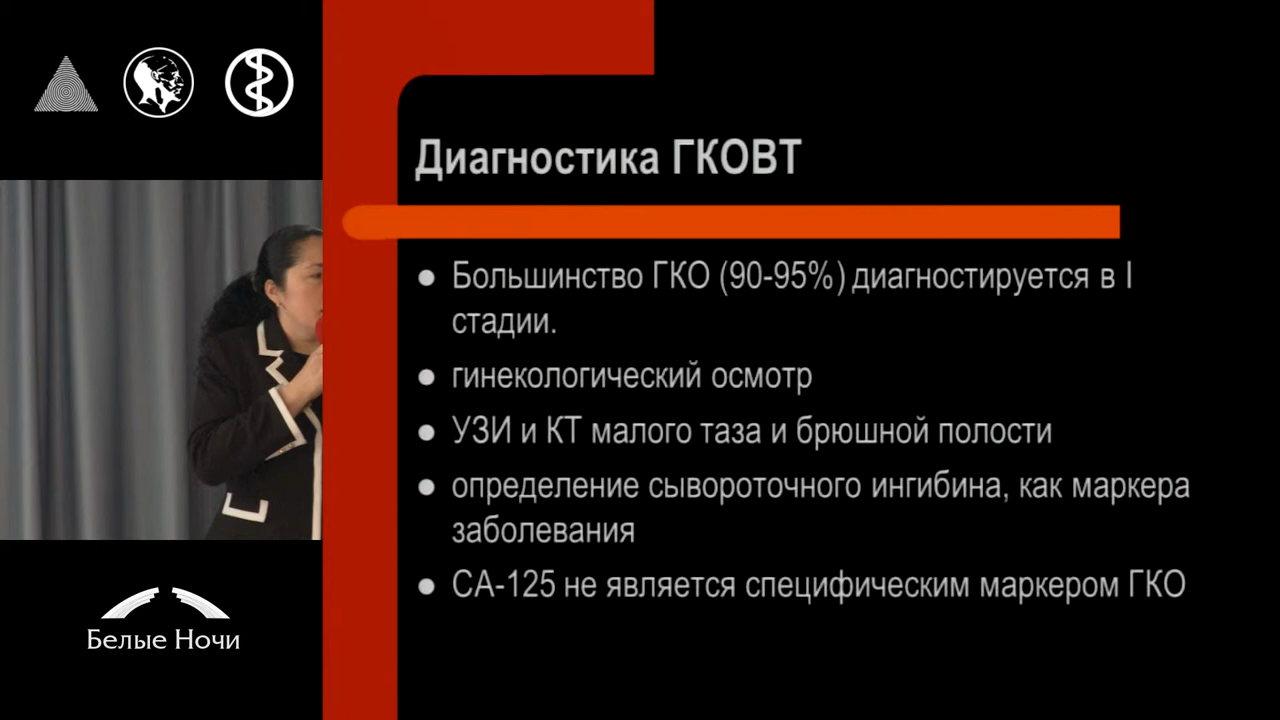 Диагностика ГКОВТ
● Большинство ГКО (90-95%) диагностируется в I
стадии.
● гинекологический осмотр
● УЗИ и КТ малого таза и брюшной полости
● определение сывороточного ингибина, как маркера
заболевания
● СА-125 не является специфическим маркером ГКО
Белые Ночи